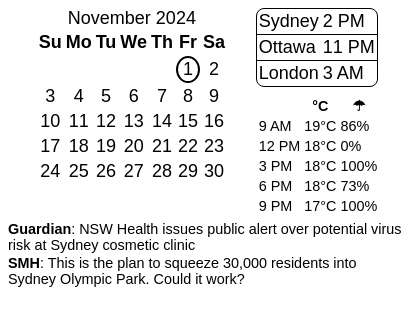 November 2024
Su Mo Tu We Th Fr Sa
1 2
3 4 5 6 7 8 9
10 11 12 13 14 15 16
17 18 19 20 21 22 23
24 25 26 27 28 29 30
Sydney 2 PM
Ottawa 11 PM
London 3 AM
°C ☂
9 AM 19°C 86%
12 PM 18°C 0%
3 PM 18°C 100%
6 PM 18°C 73%
9 PM 17°C 100%
Guardian: NSW Health issues public alert over potential virus
risk at Sydney cosmetic clinic
SMH: This is the plan to squeeze 30,000 residents into
Sydney Olympic Park. Could it work?